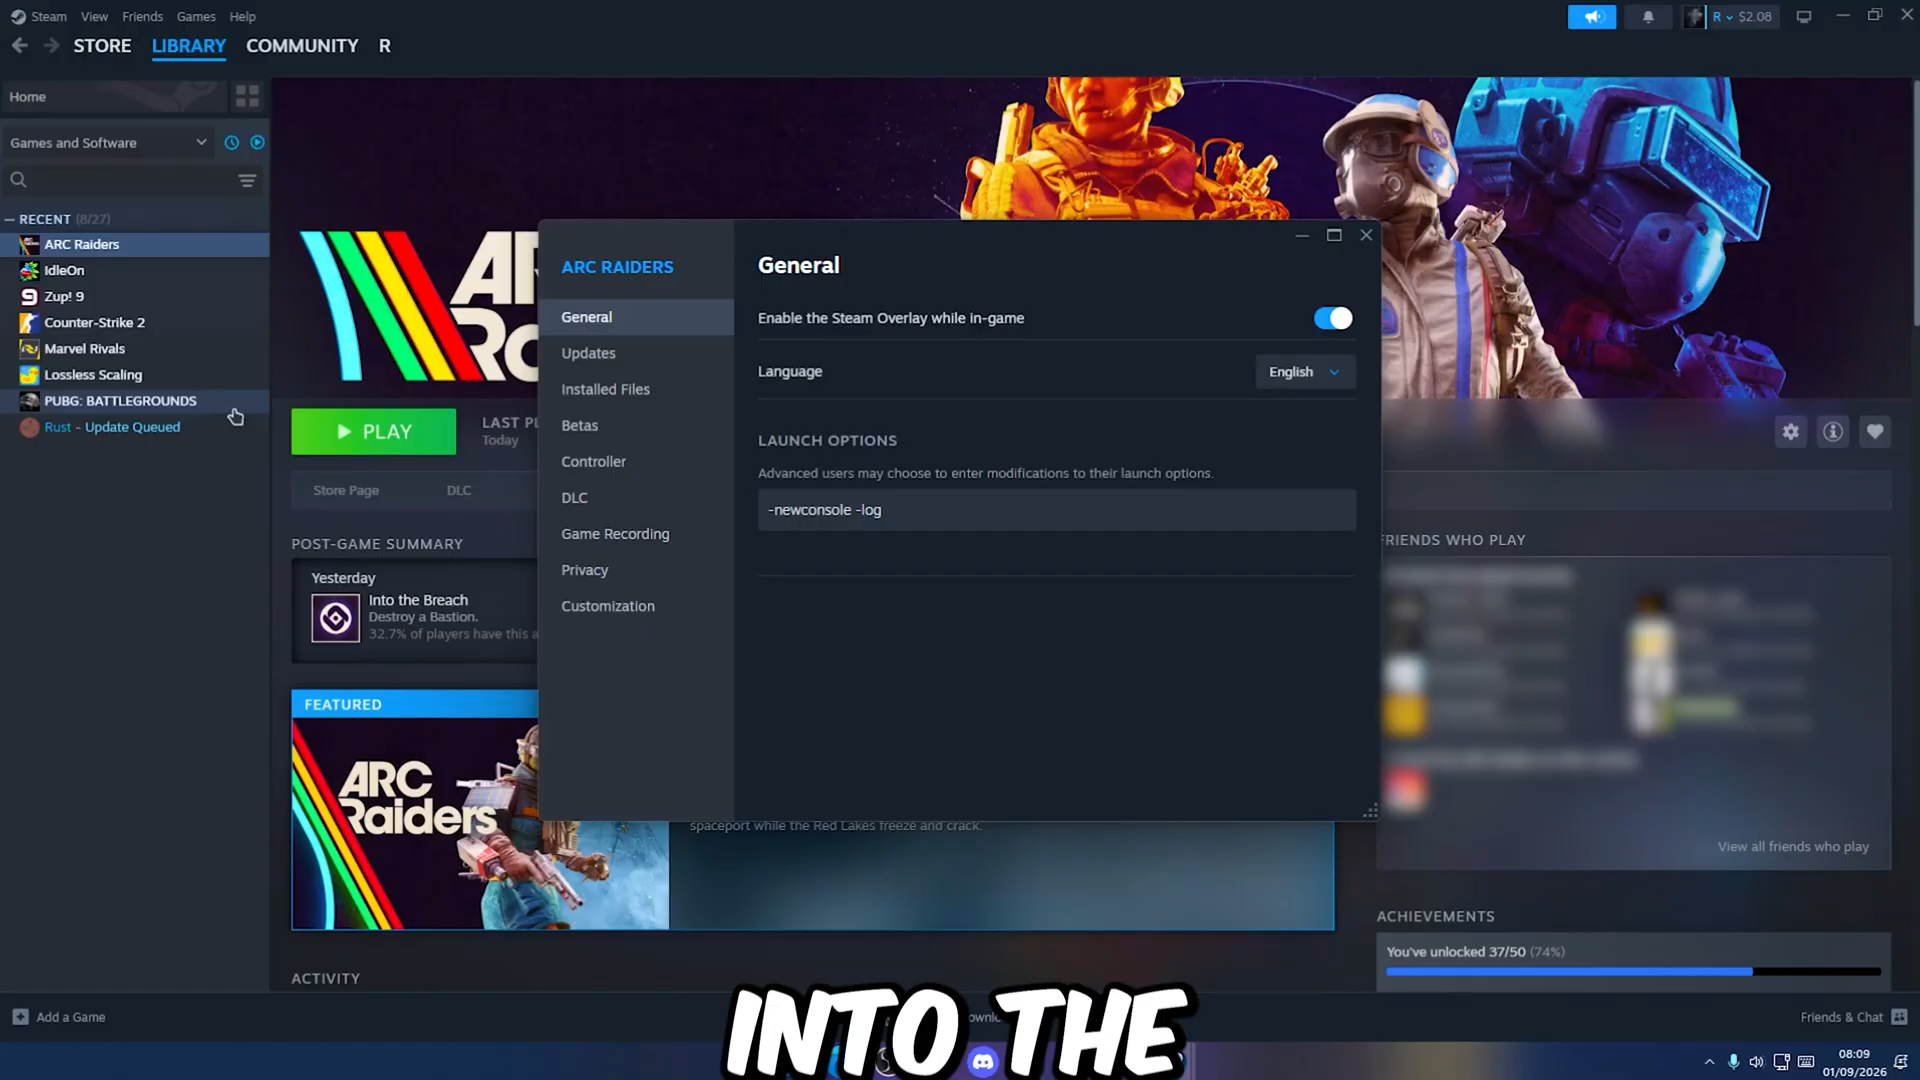 Steam View Friends Games Help
R $2.08
STORE LIBRARY COMMUNITY R
Home
Games and Software
RECENT (8/27)
ARC Raiders
IdleOn
Zup! 9
Counter-Strike 2
Marvel Rivals
Lossless Scaling
PUBG: BATTLEGROUNDS
Rust - Update Queued
PLAY
LAST PL
Today
Store Page DLC
POST-GAME SUMMARY
Yesterday
Into the Breach
Destroy a Bastion.
32.7% of players have this a
FEATURED
ARC
Raiders
spaceport while the Red Lakes freeze and crack.
ACTIVITY
ARC RAIDERS
General
Updates
Installed Files
Betas
Controller
DLC
Game Recording
Privacy
Customization
General
Enable the Steam Overlay while in-game
Language English
LAUNCH OPTIONS
Advanced users may choose to enter modifications to their launch options.
-newconsole -log
FRIENDS WHO PLAY
View all friends who play
ACHIEVEMENTS
You've unlocked 37/50 (74%)
Add a Game
Friends & Chat
INTO THE
08:09
01/09/2026